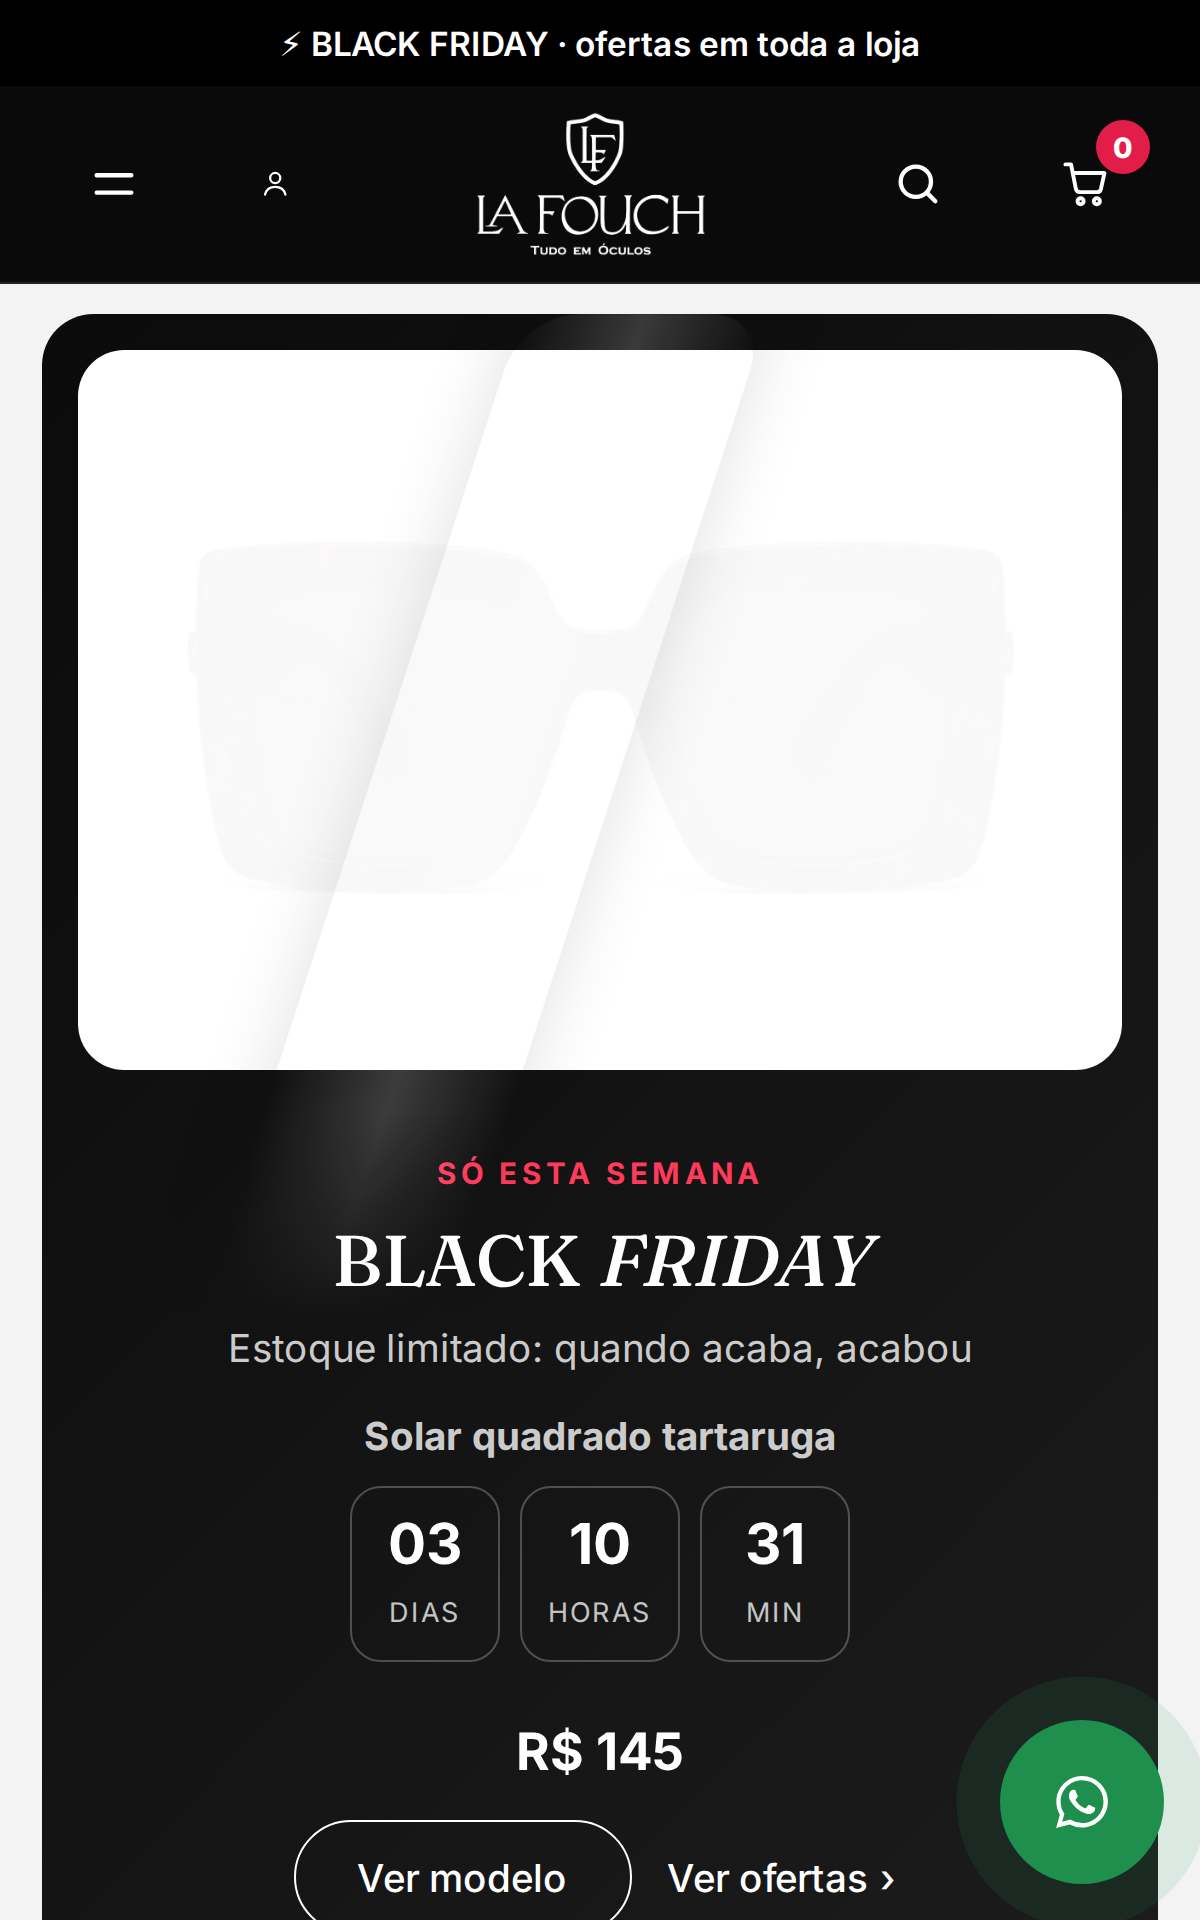 ⚡ BLACK FRIDAY · ofertas em toda a loja
0
LF
LA FOUCH
TUDO EM ÓCULOS
SÓ ESTA SEMANA
BLACK FRIDAY
Estoque limitado: quando acaba, acabou
Solar quadrado tartaruga
03 10 31
DIAS HORAS MIN
R$ 145
Ver modelo Ver ofertas ›